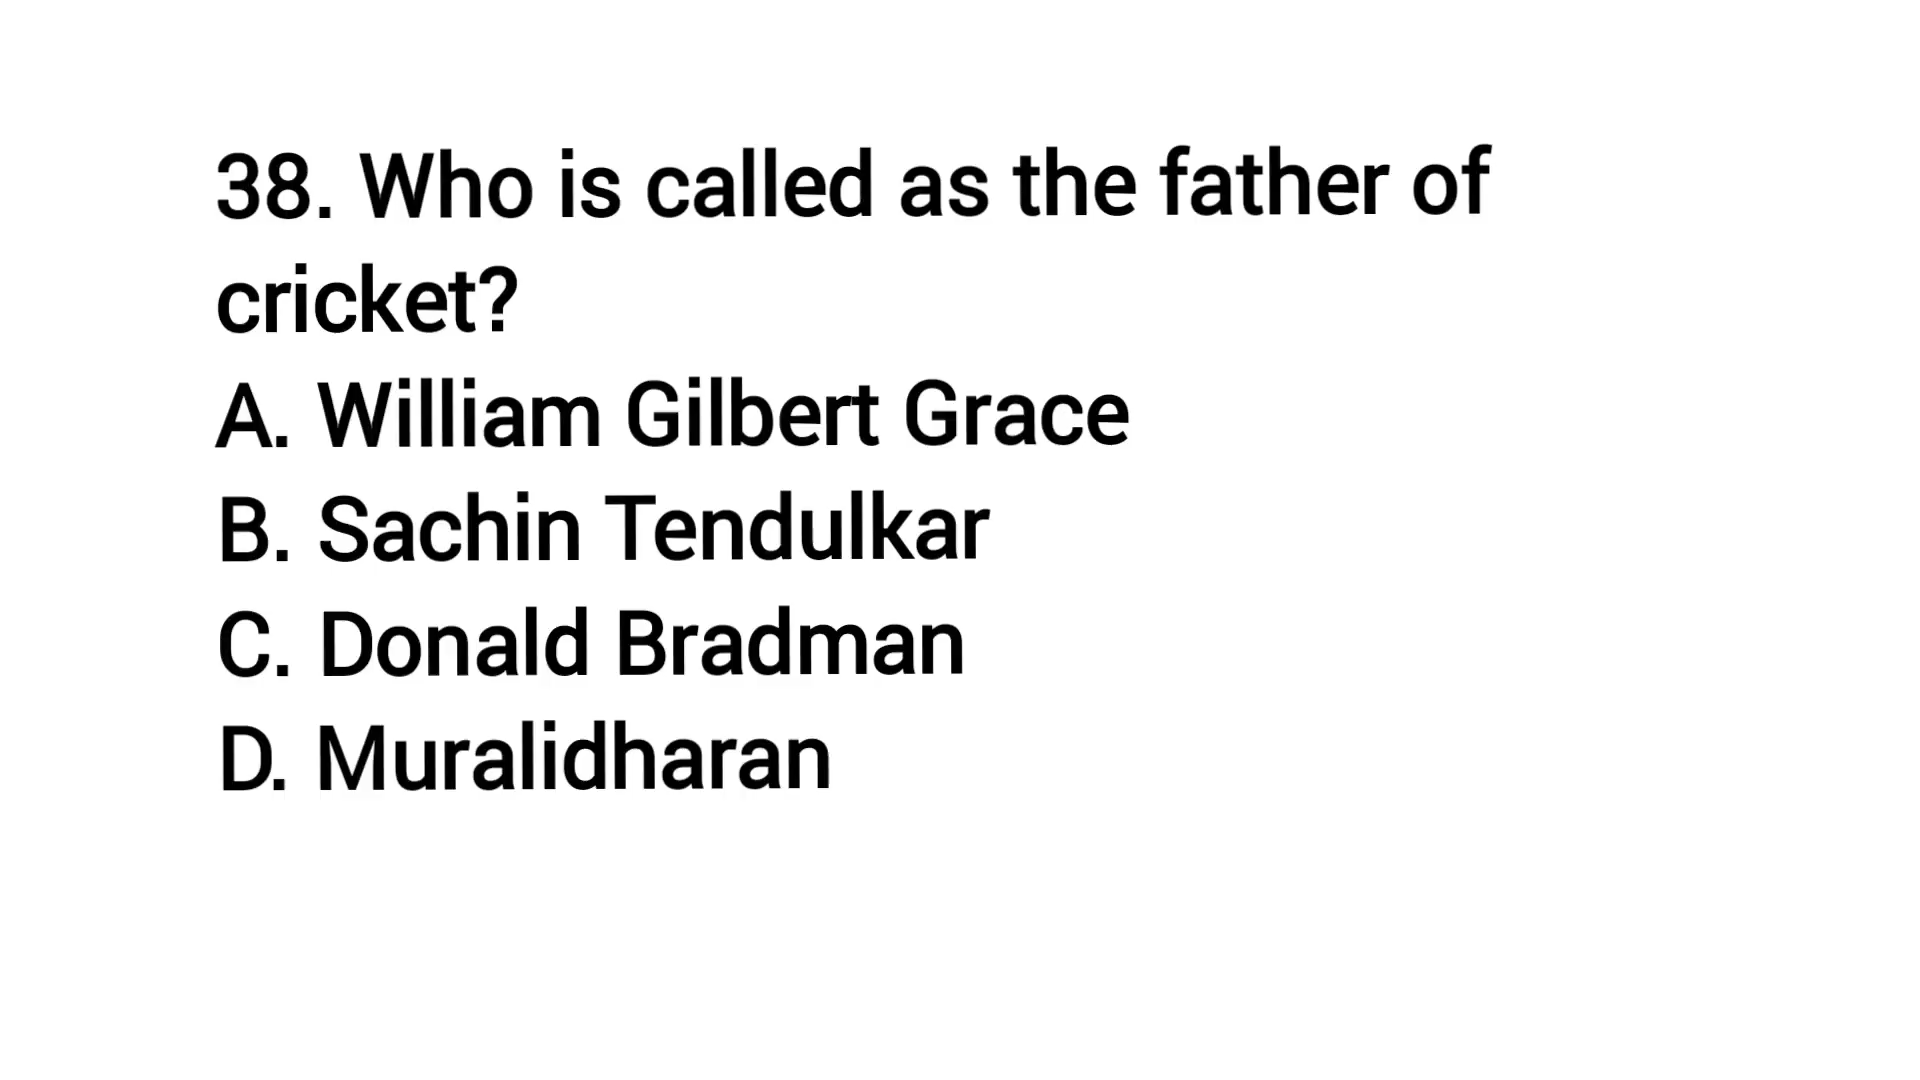 38. Who is called as the father of
cricket?
A. William Gilbert Grace
B. Sachin Tendulkar
C. Donald Bradman
D. Muralidharan